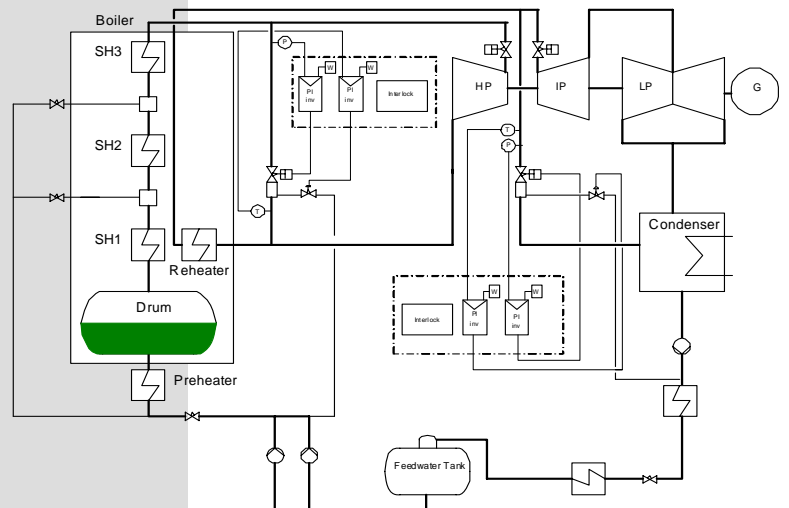 Boiler
SH3
P
W
W
PI
inv
PI
inv
Interlock
HP
IP
LP
G
SH2
T
P
SH1
T
Reheater
Condenser
Drum
W
W
Interlock
PI
inv
PI
inv
Preheater
Feedwater Tank